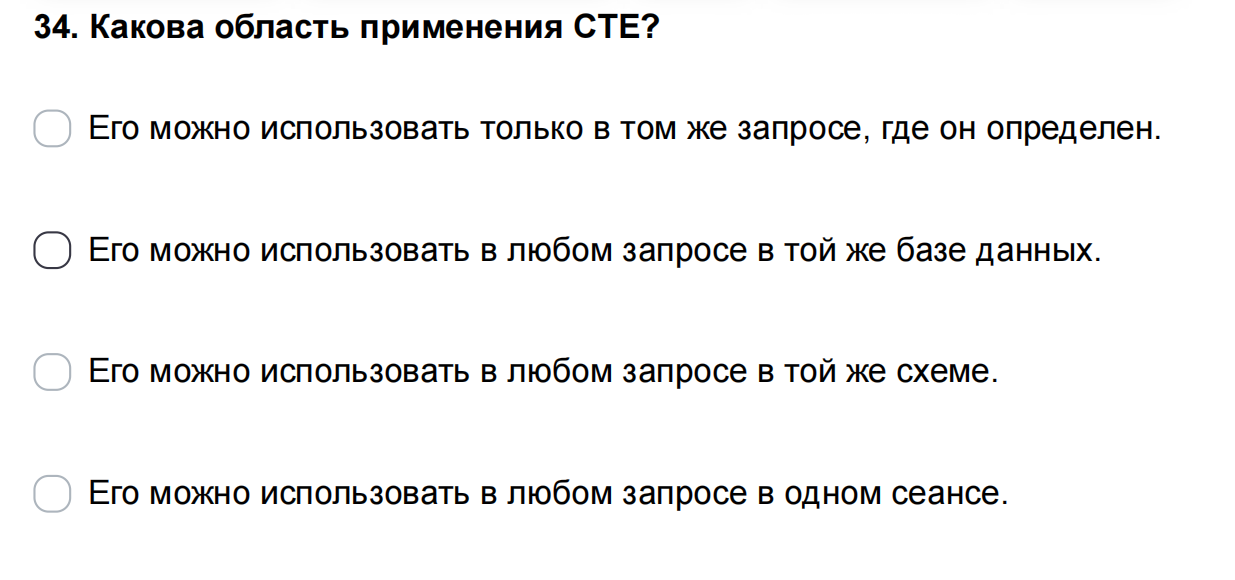 34. Какова область применения CTE?
Его можно использовать только в том же запросе, где он определен.
Его можно использовать в любом запросе в той же базе данных.
Его можно использовать в любом запросе в той же схеме.
Его можно использовать в любом запросе в одном сеансе.